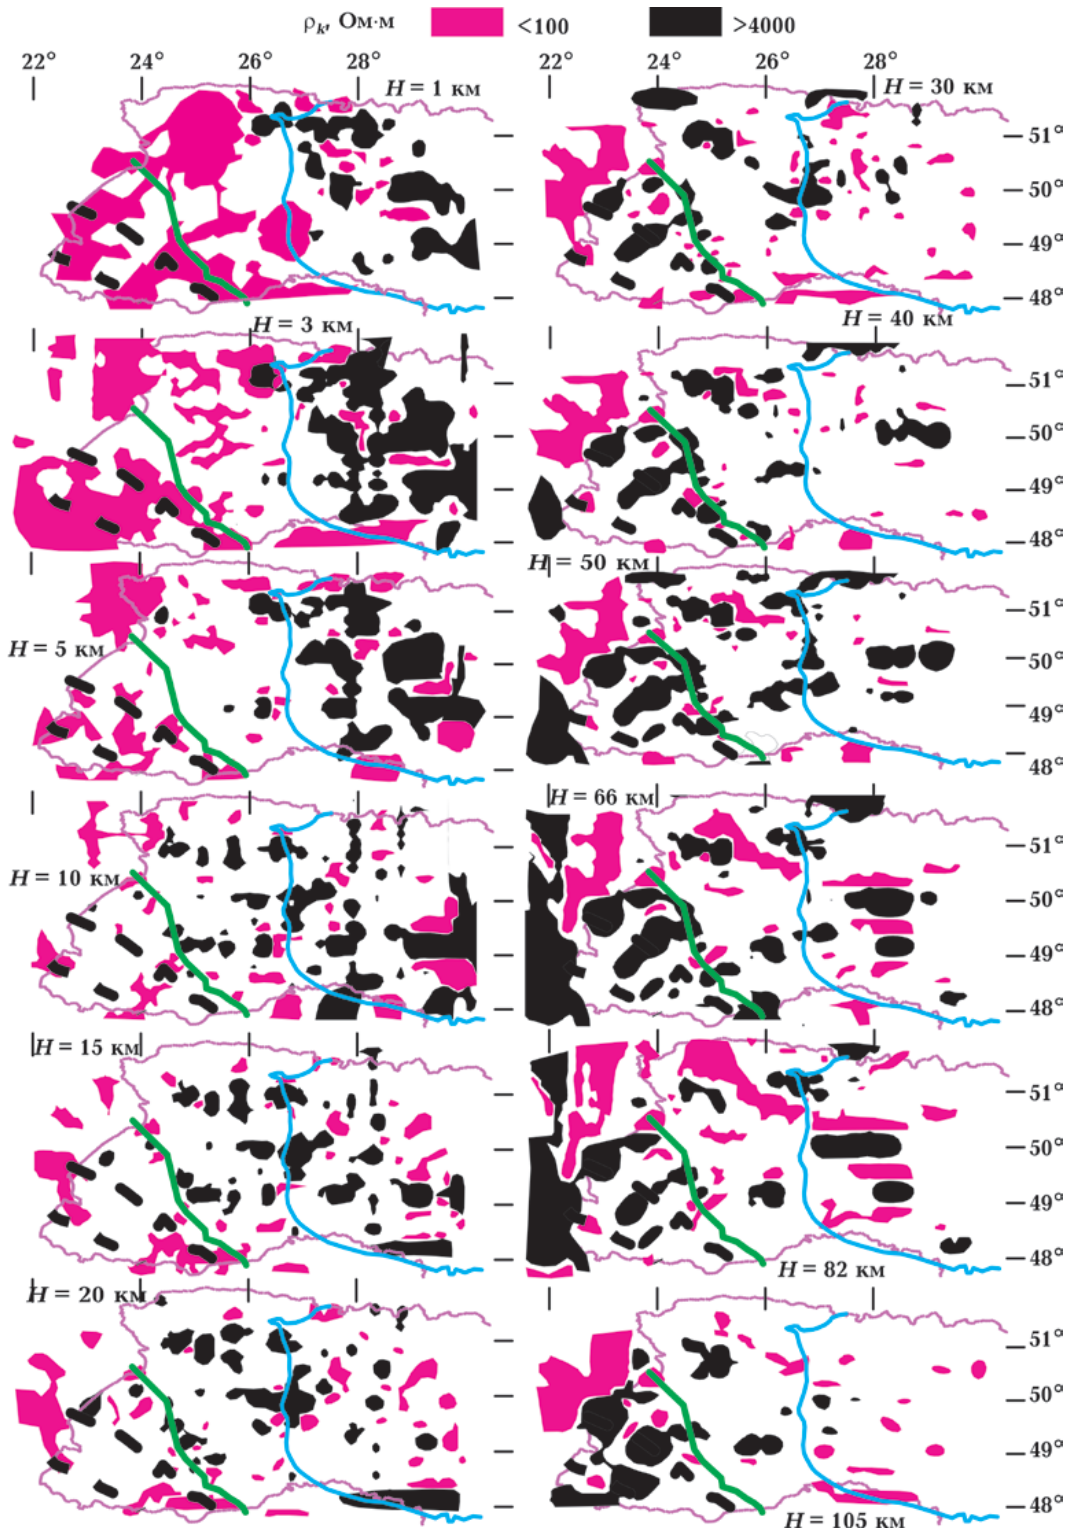 ρk, Ом·м <100 >4000
22° 24° 26° 28° 22° 24° 26° 28°
H = 1 км
H = 30 км
51°
50°
49°
48°
H = 3 км
H = 40 км
51°
50°
49°
48°
H = 50 км
51°
H = 5 км
50°
49°
48°
H = 66 км
51°
H = 10 км
50°
49°
48°
H = 15 км
51°
50°
49°
48°
H = 82 км
H = 20 км
51°
50°
49°
48°
H = 105 км